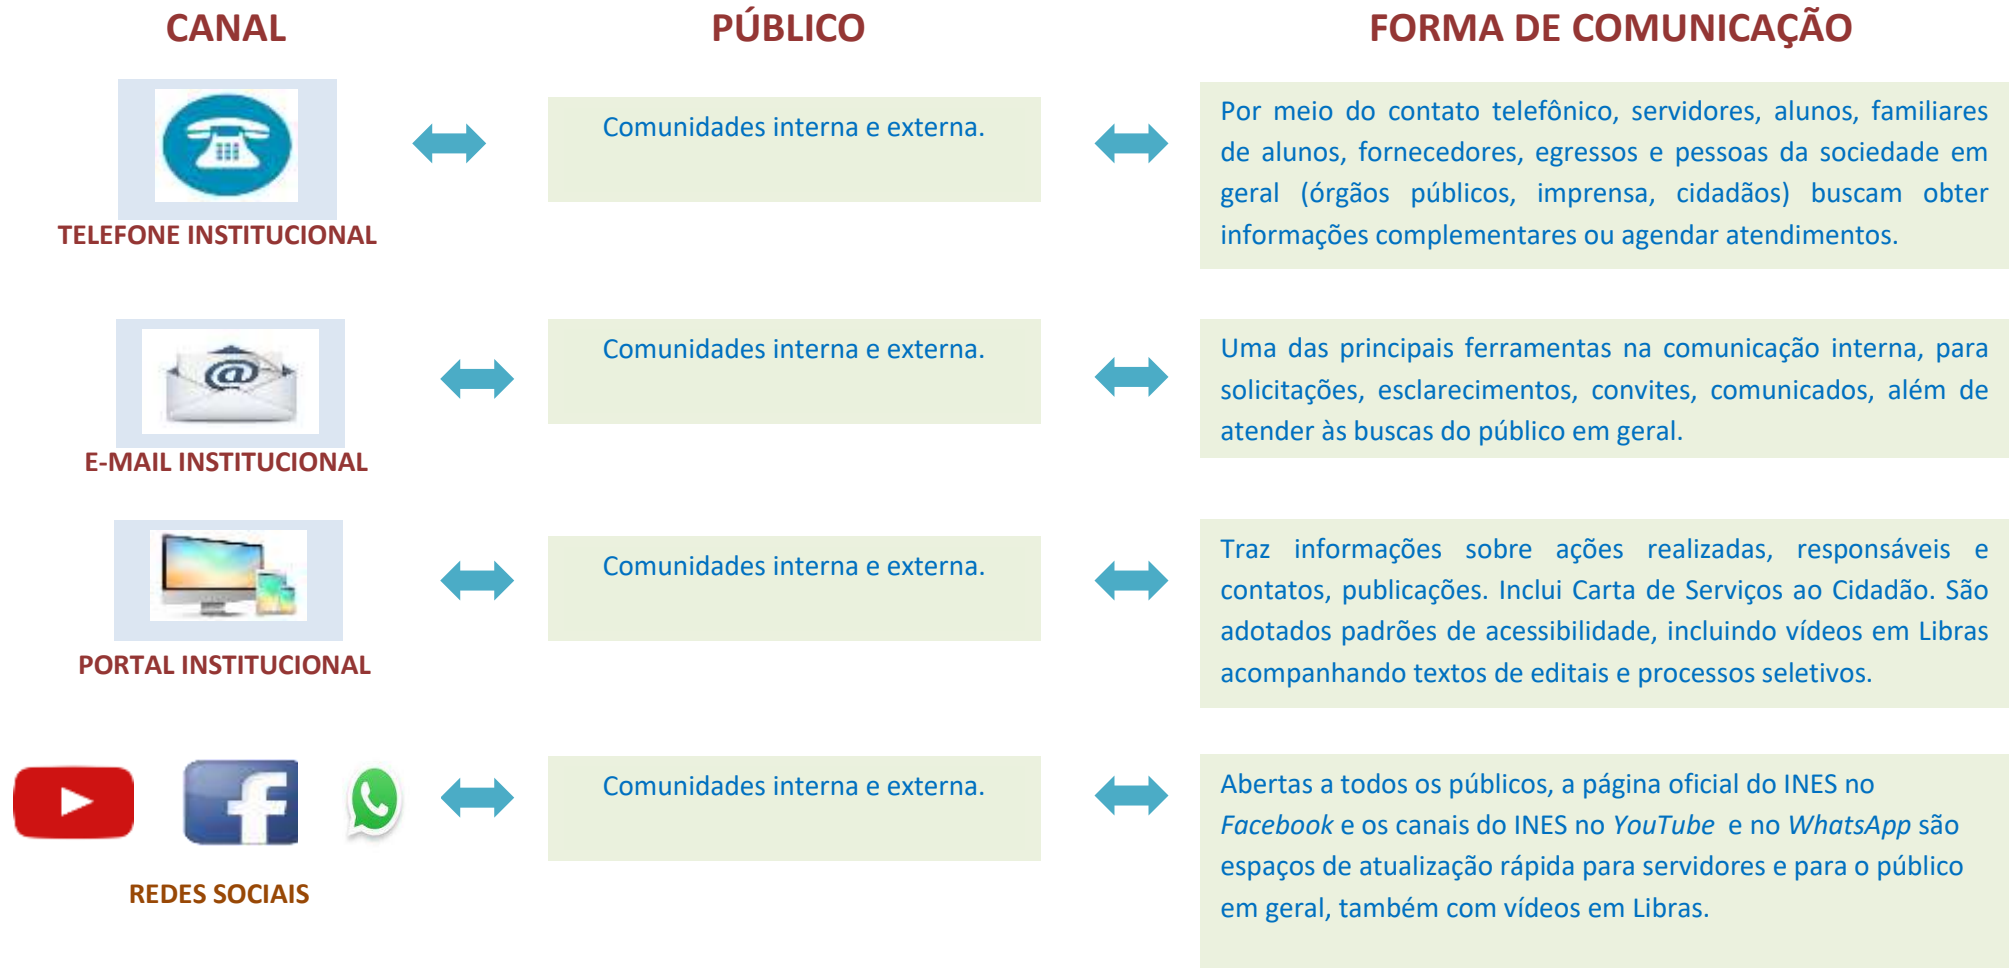 CANAL
PÚBLICO
FORMA DE COMUNICAÇÃO
TELEFONE INSTITUCIONAL
Comunidades interna e externa.
Por meio do contato telefônico, servidores, alunos, familiares
de alunos, fornecedores, egressos e pessoas da sociedade em
geral (órgãos públicos, imprensa, cidadãos) buscam obter
informações complementares ou agendar atendimentos.
@
E-MAIL INSTITUCIONAL
Comunidades interna e externa.
Uma das principais ferramentas na comunicação interna, para
solicitações, esclarecimentos, convites, comunicados, além de
atender às buscas do público em geral.
PORTAL INSTITUCIONAL
Comunidades interna e externa.
Traz informações sobre ações realizadas, responsáveis e
contatos, publicações. Inclui Carta de Serviços ao Cidadão. São
adotados padrões de acessibilidade, incluindo vídeos em Libras
acompanhando textos de editais e processos seletivos.
f
REDES SOCIAIS
Comunidades interna e externa.
Abertas a todos os públicos, a página oficial do INES no
Facebook e os canais do INES no YouTube e no WhatsApp são
espaços de atualização rápida para servidores e para o público
em geral, também com vídeos em Libras.